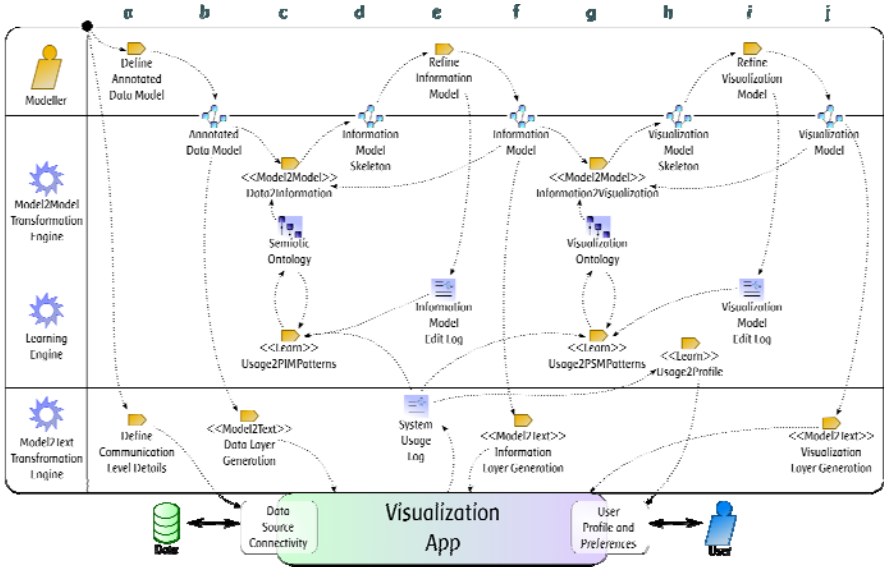 a b c d e f g h i j
Modeller
Define
Annotated
Data Model
Refine
Information
Model
Refine
Visualization
Model
Annotated
Data Model
Information
Model
Skeleton
Information
Model
Visualization
Model
Skeleton
Visualization
Model
Model2Model
Transformation
Engine
<<Model2Model>>
Data2Information
<<Model2Model>>
Information2Visualization
Semiotic
Ontology
Visualization
Ontology
Learning
Engine
<<Learn>>
Usage2PIMPatterns
Information
Model
Edit Log
<<Learn>>
Usage2PSMPatterns
<<Learn>>
Usage2Profile
Visualization
Model
Edit Log
Model2Text
Transfromation
Engine
Define
Communication
Level Details
<<Model2Text>>
Data Layer
Generation
System
Usage
Log
<<Model2Text>>
Information
Layer Generation
<<Model2Text>>
Visualization
Layer Generation
Data
Data
Source
Connectivity
Visualization
App
User
Profile and
Preferences
User